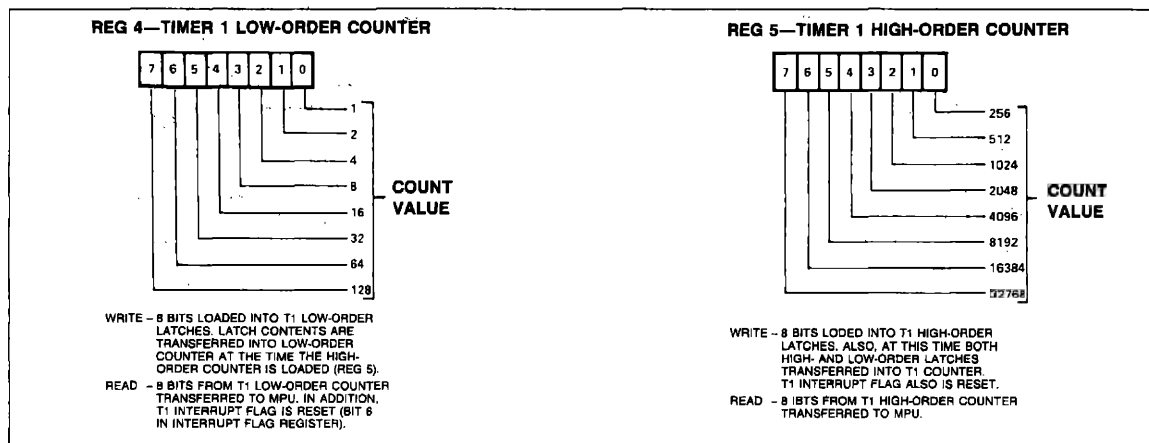 REG 4—TIMER 1 LOW-ORDER COUNTER
7 6 5 4 3 2 1 0
1
2
4
8
16
32
64
128
COUNT
VALUE
WRITE – 8 BITS LOADED INTO T1 LOW-ORDER
LATCHES. LATCH CONTENTS ARE
TRANSFERRED INTO LOW-ORDER
COUNTER AT THE TIME THE HIGH-
ORDER COUNTER IS LOADED (REG 5).
READ – 8 BITS FROM T1 LOW-ORDER COUNTER
TRANSFERRED TO MPU. IN ADDITION,
T1 INTERRUPT FLAG IS RESET (BIT 6
IN INTERRUPT FLAG REGISTER).
REG 5—TIMER 1 HIGH-ORDER COUNTER
7 6 5 4 3 2 1 0
256
512
1024
2048
4096
8192
16384
32768
COUNT
VALUE
WRITE – 8 BITS LODED INTO T1 HIGH-ORDER
LATCHES. ALSO, AT THIS TIME BOTH
HIGH- AND LOW-ORDER LATCHES
TRANSFERRED INTO T1 COUNTER.
T1 INTERRUPT FLAG ALSO IS RESET.
READ – 8 IBTS FROM T1 HIGH-ORDER COUNTER
TRANSFERRED TO MPU.